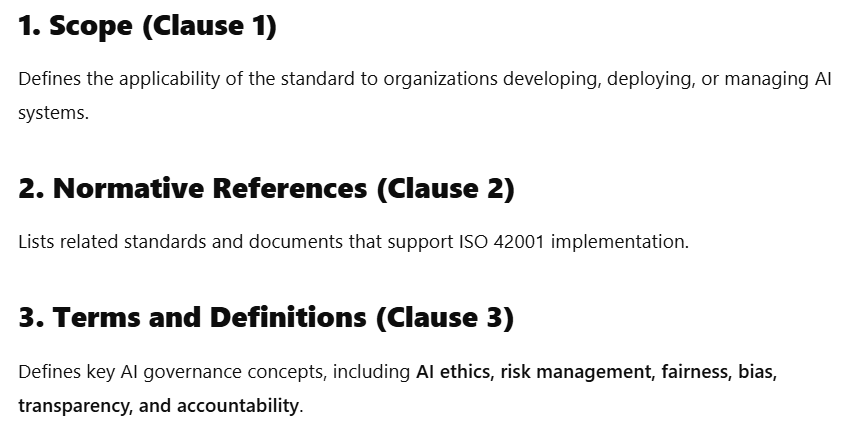 1. Scope (Clause 1)
Defines the applicability of the standard to organizations developing, deploying, or managing AI
systems.
2. Normative References (Clause 2)
Lists related standards and documents that support ISO 42001 implementation.
3. Terms and Definitions (Clause 3)
Defines key AI governance concepts, including AI ethics, risk management, fairness, bias,
transparency, and accountability.